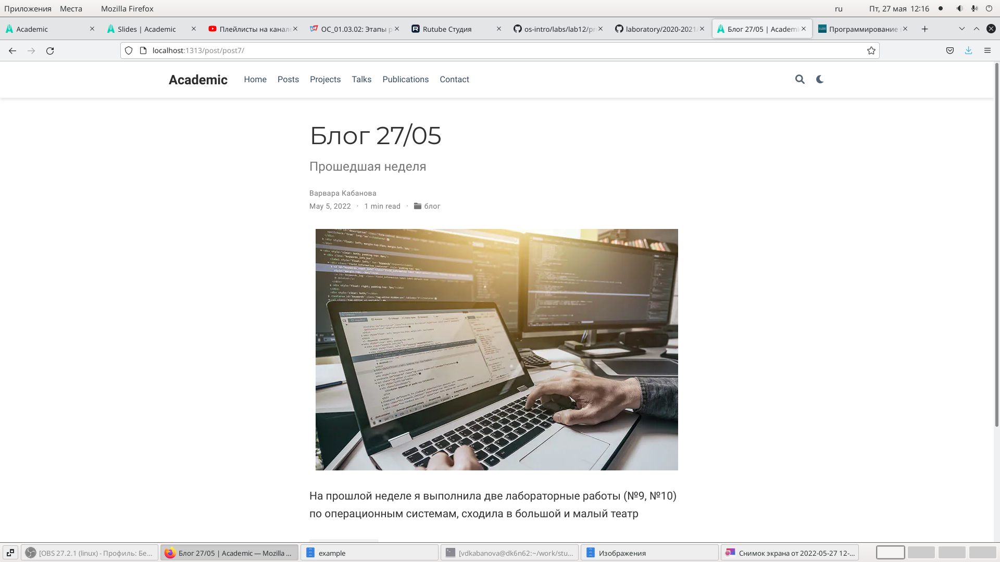 Приложения Места Mozilla Firefox ru Пт, 27 мая 12:16
Academic Slides | Academic Плейлисты на канале ОС_01.03.02: Этапы р Rutube Студия os-intro/labs/lab12/pr laboratory/2020-2021/ Блог 27/05 | Academi Программирование
localhost:1313/post/post7/
Academic Home Posts Projects Talks Publications Contact
Блог 27/05
Прошедшая неделя
Варвара Кабанова
May 5, 2022 · 1 min read · блог
На прошлой неделе я выполнила две лабораторные работы (№9, №10)
по операционным системам, сходила в большой и малый театр
[OBS 27.2.1 (linux) - Профиль: Бе... Блог 27/05 | Academic — Mozilla ... example [vdkabanova@dk6n62:~/work/stu... Изображения Снимок экрана от 2022-05-27 12-...